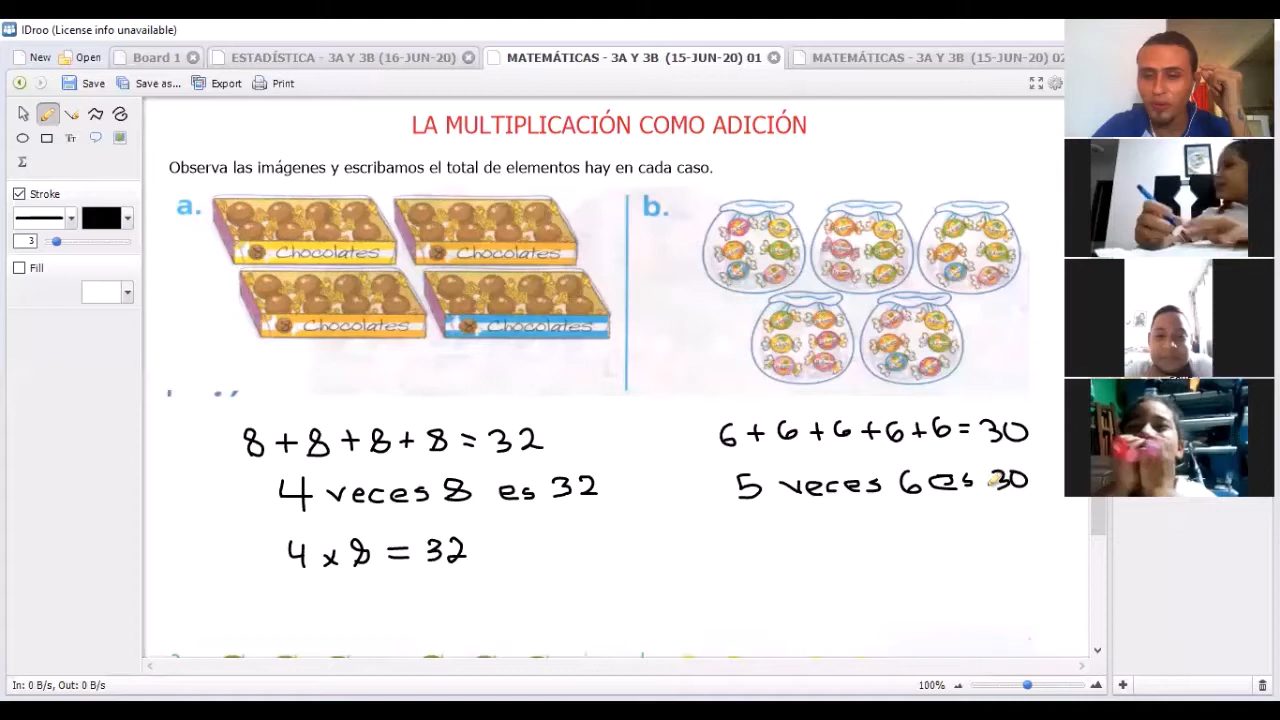 IDroo (License info unavailable)
New Open Board 1 ESTADÍSTICA - 3A Y 3B (16-JUN-20) MATEMÁTICAS - 3A Y 3B (15-JUN-20) 01 MATEMÁTICAS - 3A Y 3B (15-JUN-20) 02
Save Save as... Export Print
LA MULTIPLICACIÓN COMO ADICIÓN
Observa las imágenes y escribamos el total de elementos hay en cada caso.
Tt
Σ
Stroke
3
Fill
a.
Chocolates
Chocolates
Chocolates
Chocolates
b.
8 + 8 + 8 + 8 = 32
4 veces 8 es 32
4 x 8 = 32
6 + 6 + 6 + 6 + 6 = 30
5 veces 6 es 30
In: 0 B/s, Out: 0 B/s
100%